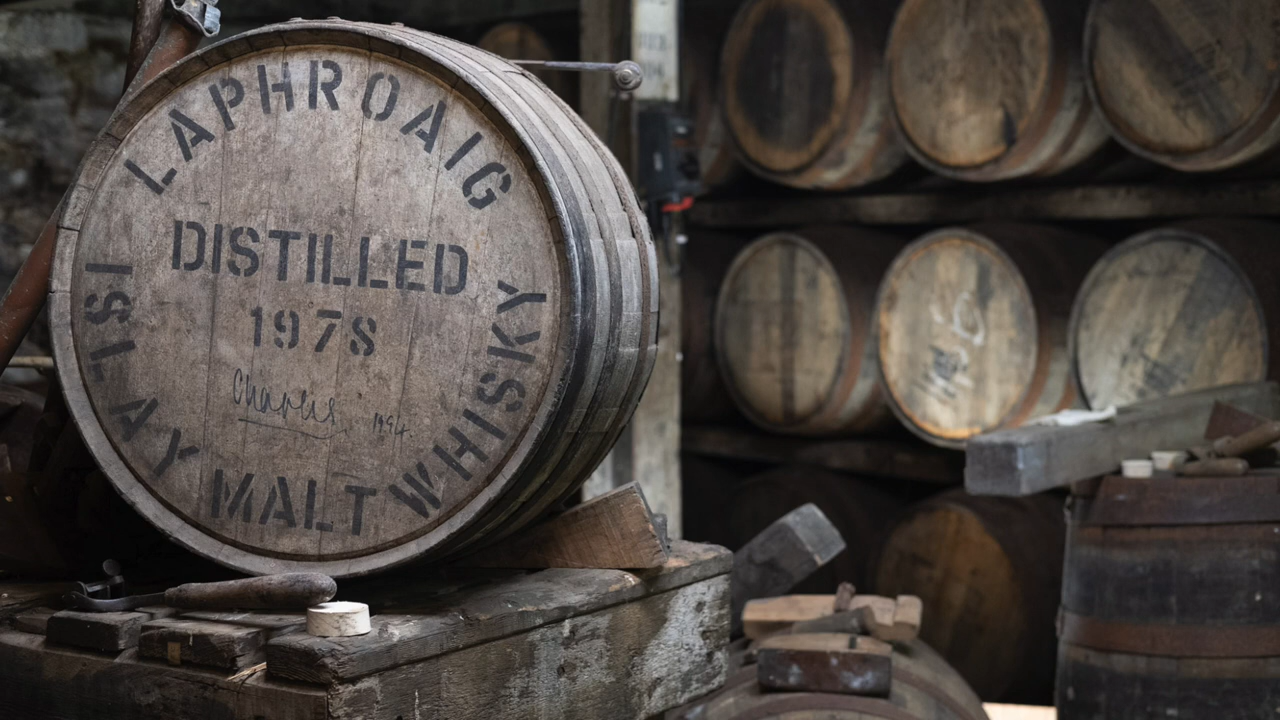 LAPHROAIG
DISTILLED
1978
Charles 1994.
ISLAY MALT WHISKY